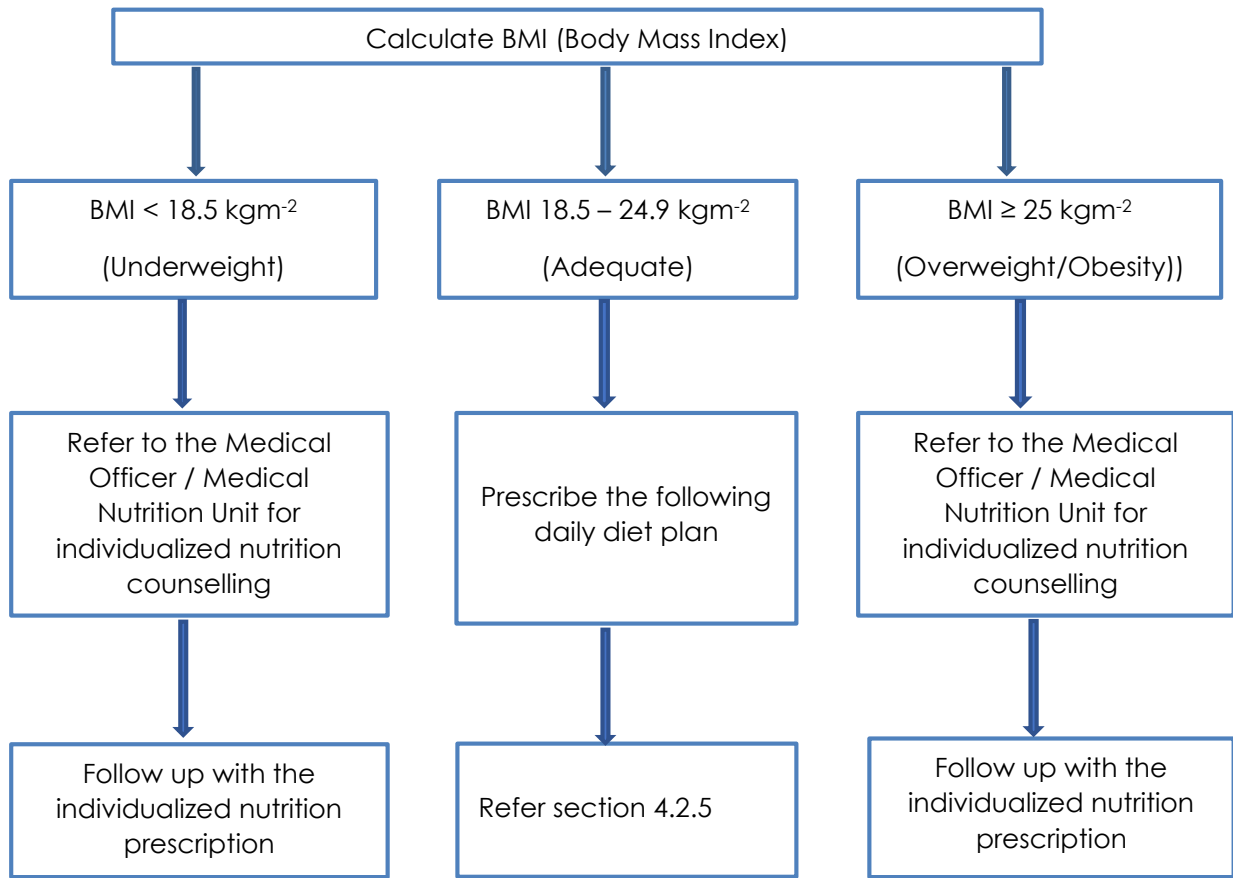 Calculate BMI (Body Mass Index)
BMI < 18.5 kgm⁻²
(Underweight)
BMI 18.5 – 24.9 kgm⁻²
(Adequate)
BMI ≥ 25 kgm⁻²
(Overweight/Obesity))
Refer to the Medical
Officer / Medical
Nutrition Unit for
individualized nutrition
counselling
Prescribe the following
daily diet plan
Refer to the Medical
Officer / Medical
Nutrition Unit for
individualized nutrition
counselling
Follow up with the
individualized nutrition
prescription
Refer section 4.2.5
Follow up with the
individualized nutrition
prescription